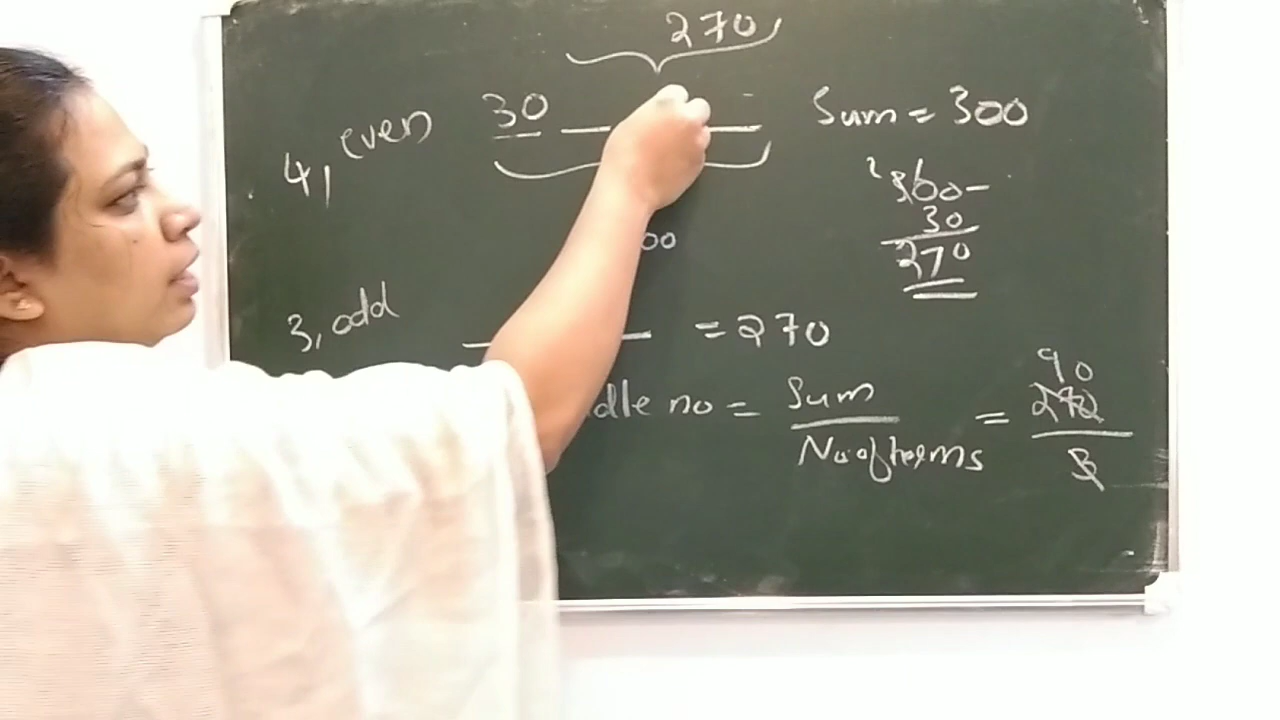 270
4, even 30 Sum = 300
300 -
30
270
00
3, odd = 270
dle no = Sum / No of terms = 270 / 3
90